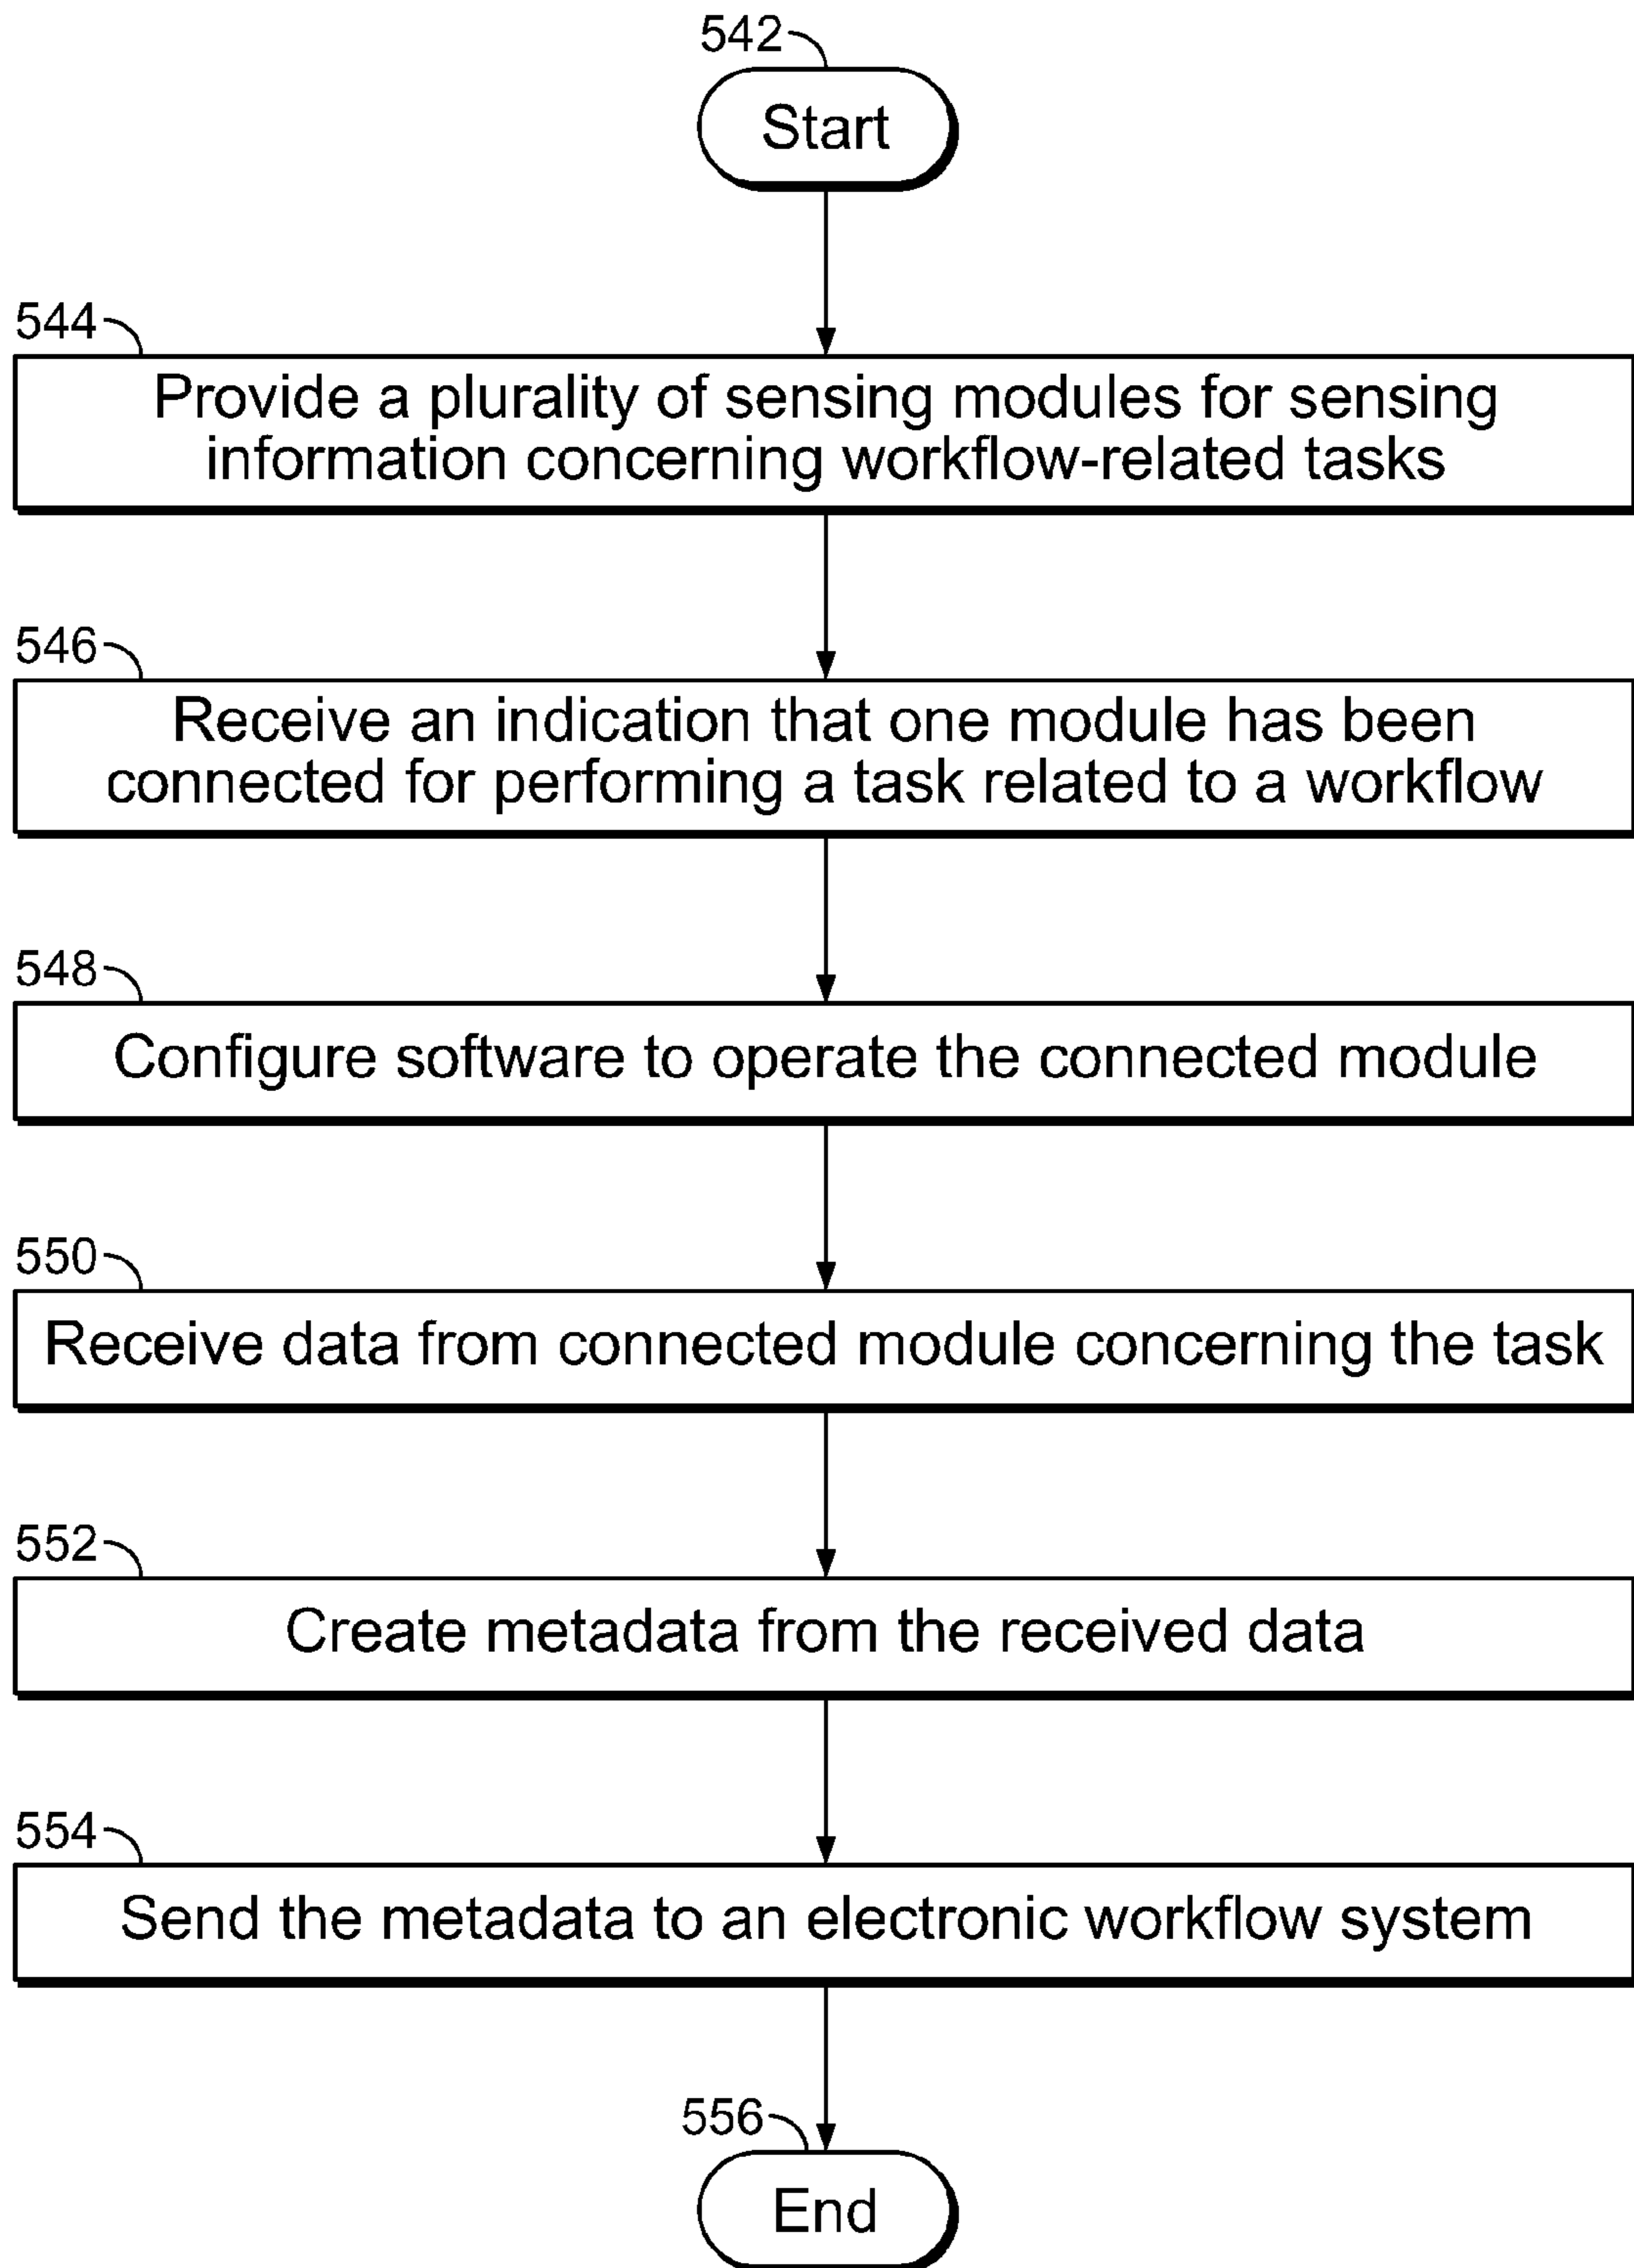 542
Start
544
Provide a plurality of sensing modules for sensing
information concerning workflow-related tasks
546
Receive an indication that one module has been
connected for performing a task related to a workflow
548
Configure software to operate the connected module
550
Receive data from connected module concerning the task
552
Create metadata from the received data
554
Send the metadata to an electronic workflow system
556
End